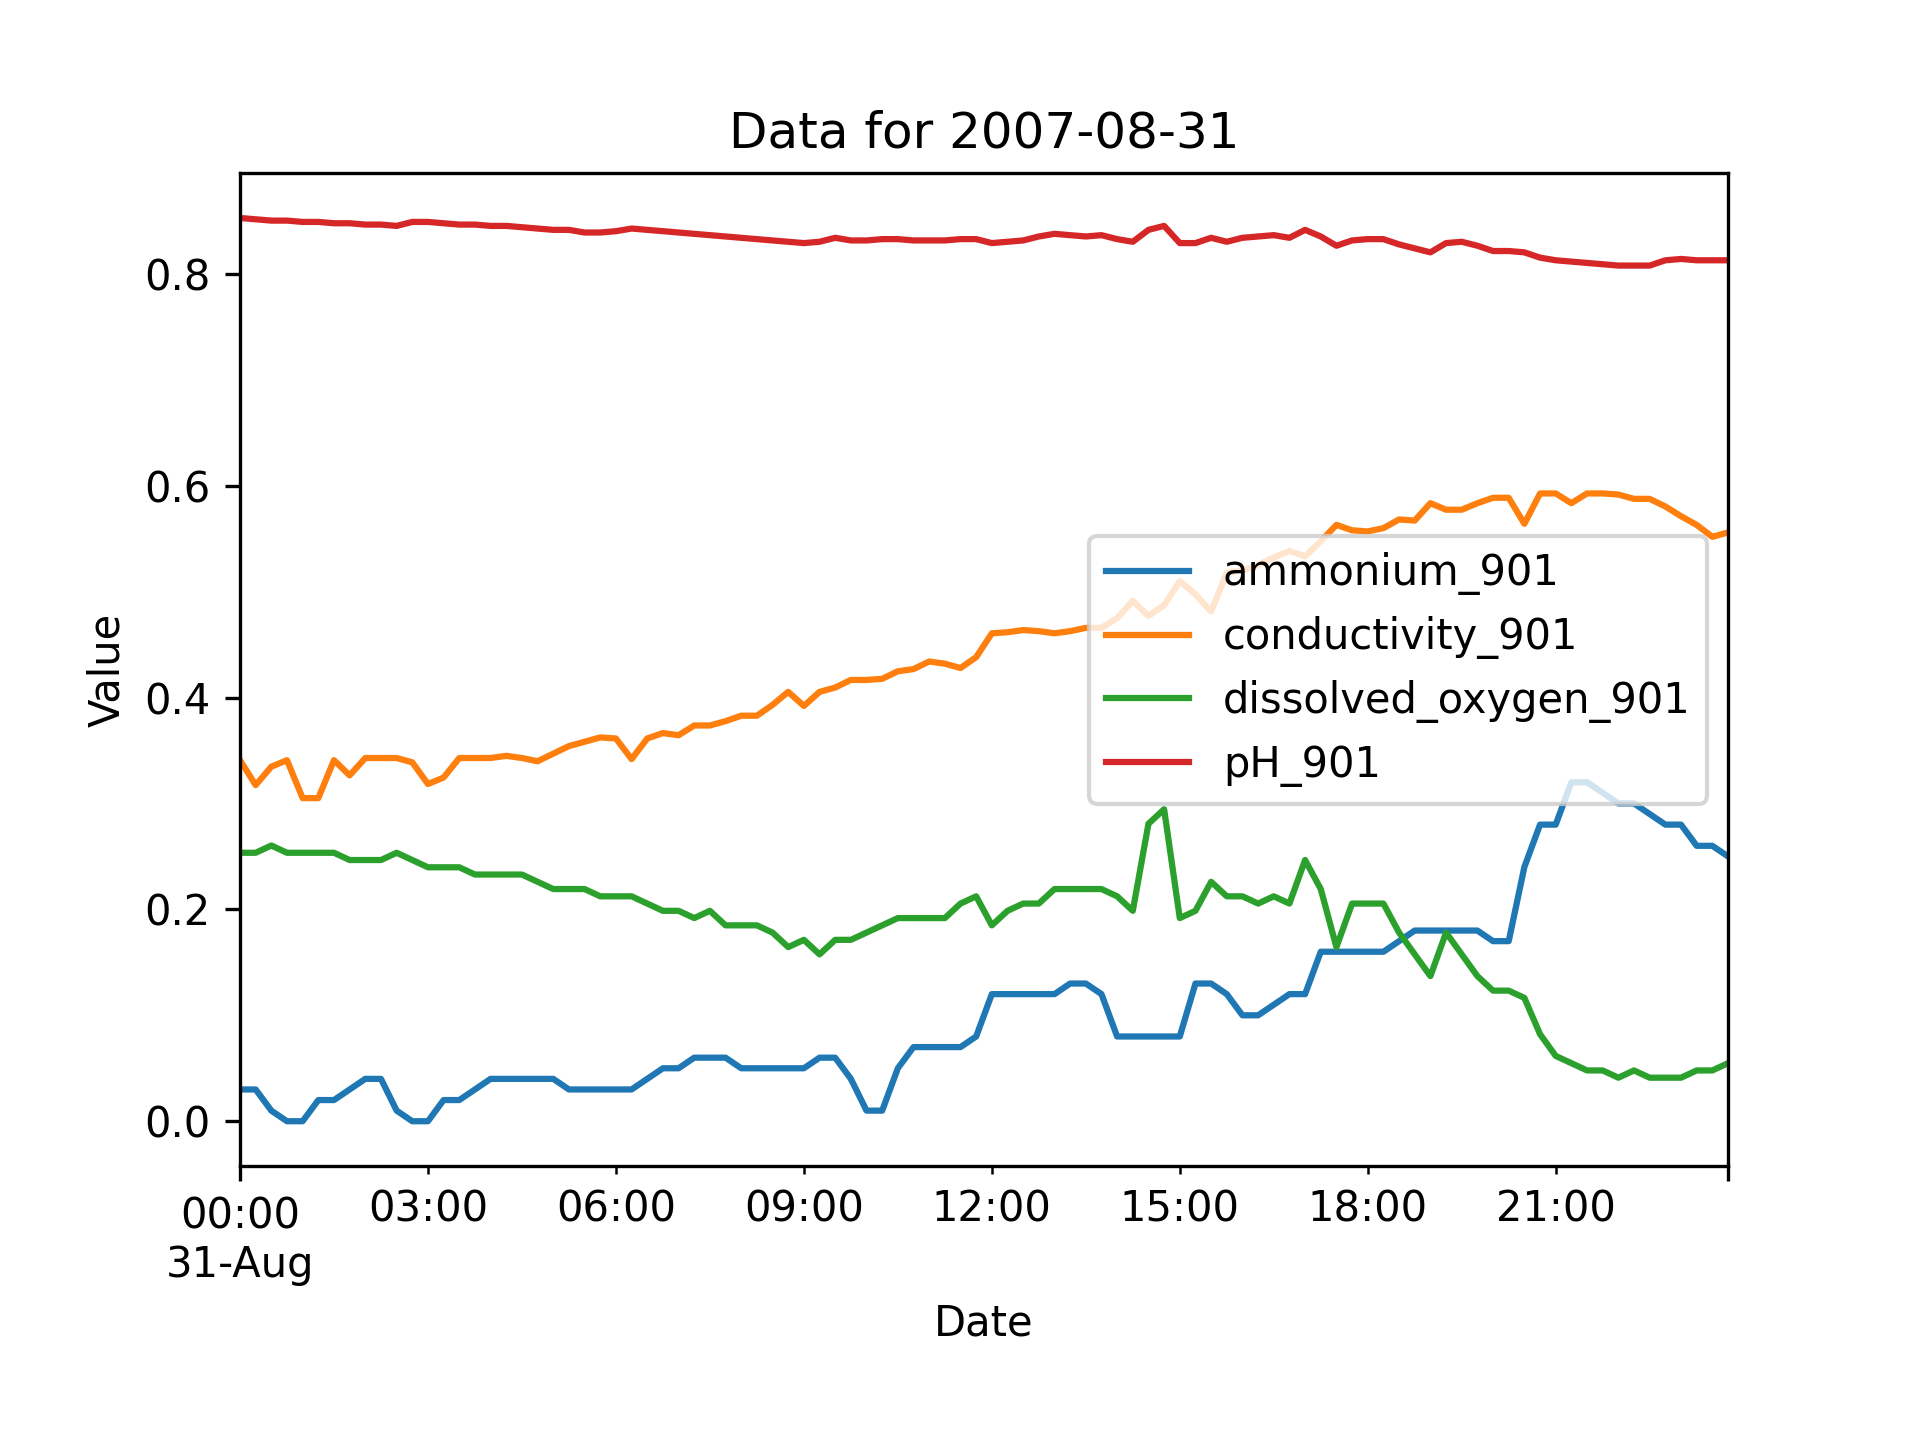 Data for 2007-08-31
Value
0.8
0.6
0.4
0.2
0.0
ammonium_901
conductivity_901
dissolved_oxygen_901
pH_901
00:00 03:00 06:00 09:00 12:00 15:00 18:00 21:00
31-Aug
Date